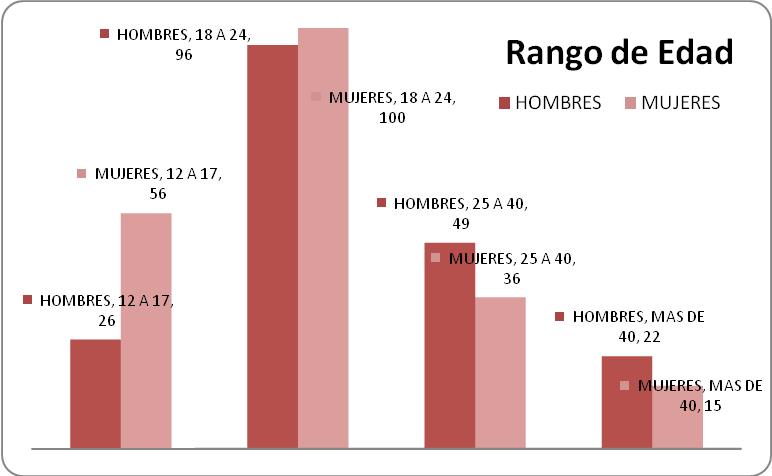 Rango de Edad
HOMBRES MUJERES
HOMBRES, 18 A 24,
96
MUJERES, 18 A 24,
100
MUJERES, 12 A 17,
56
HOMBRES, 25 A 40,
49
MUJERES, 25 A 40,
36
HOMBRES, 12 A 17,
26
HOMBRES, MAS DE
40, 22
MUJERES, MAS DE
40, 15